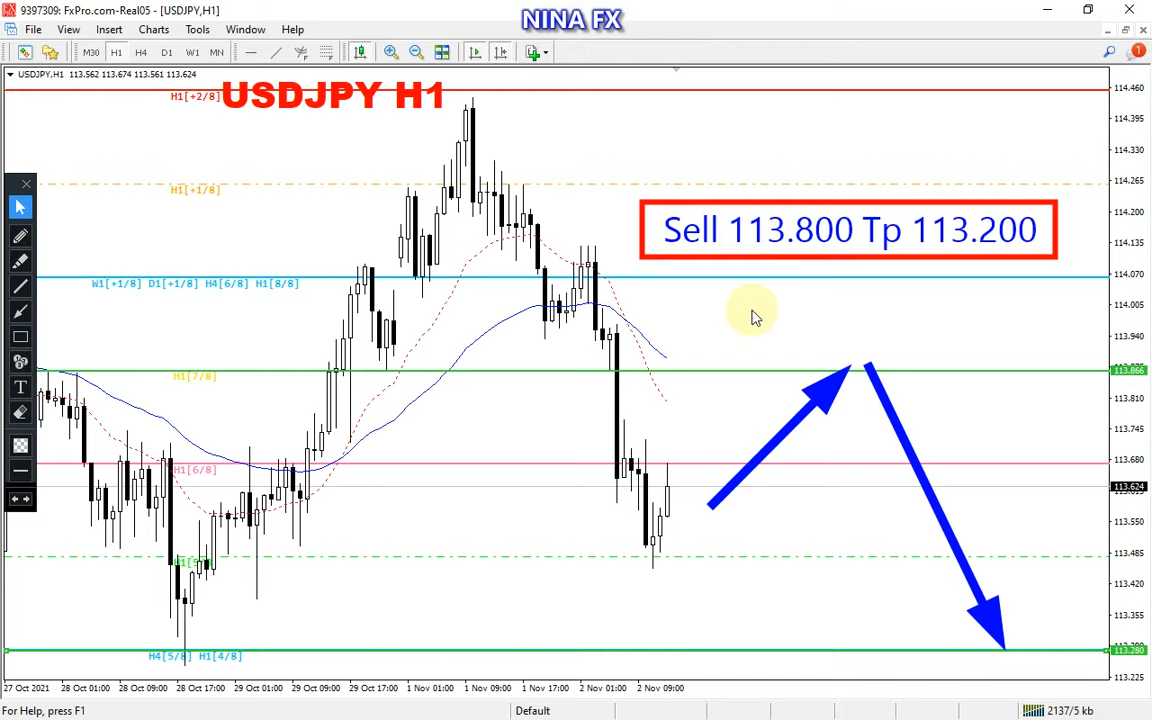 9397309: FxPro.com-Real05 - [USDJPY,H1]
NINA FX
File View Insert Charts Tools Window Help
M30 H1 H4 D1 W1 MN
1
USDJPY,H1 113.562 113.674 113.561 113.624
USDJPY H1
H1[+2/8]
114.460
114.395
114.330
H1[+1/8]
114.265
114.200
Sell 113.800 Tp 113.200
114.135
114.070
W1[+1/8] D1[+1/8] H4[6/8] H1[8/8]
114.005
113.940
H1[7/8]
113.866
113.810
113.745
H1[6/8]
113.680
113.624
113.550
113.485
113.420
113.355
H4[5/8] H1[4/8]
113.280
113.225
27 Oct 2021 28 Oct 01:00 28 Oct 09:00 28 Oct 17:00 29 Oct 01:00 29 Oct 09:00 29 Oct 17:00 1 Nov 01:00 1 Nov 09:00 1 Nov 17:00 2 Nov 01:00 2 Nov 09:00
For Help, press F1
Default
2137/5 kb